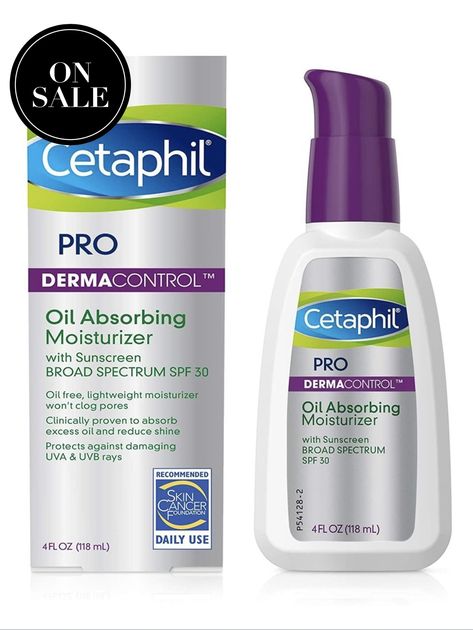 ON
SALE
Cetaphil®
PRO
DERMACONTROL™
Oil Absorbing
Moisturizer
with Sunscreen
BROAD SPECTRUM SPF 30
Oil free, lightweight moisturizer
won't clog pores
Clinically proven to absorb
excess oil and reduce shine
Protects against damaging
UVA & UVB rays
RECOMMENDED
SKIN
CANCER
FOUNDATION
DAILY USE
4 FL OZ (118 mL)
Cetaphil®
PRO
DERMACONTROL™
Oil Absorbing
Moisturizer
with Sunscreen
BROAD SPECTRUM
SPF 30
P54128-2
4 FL OZ (118 mL)